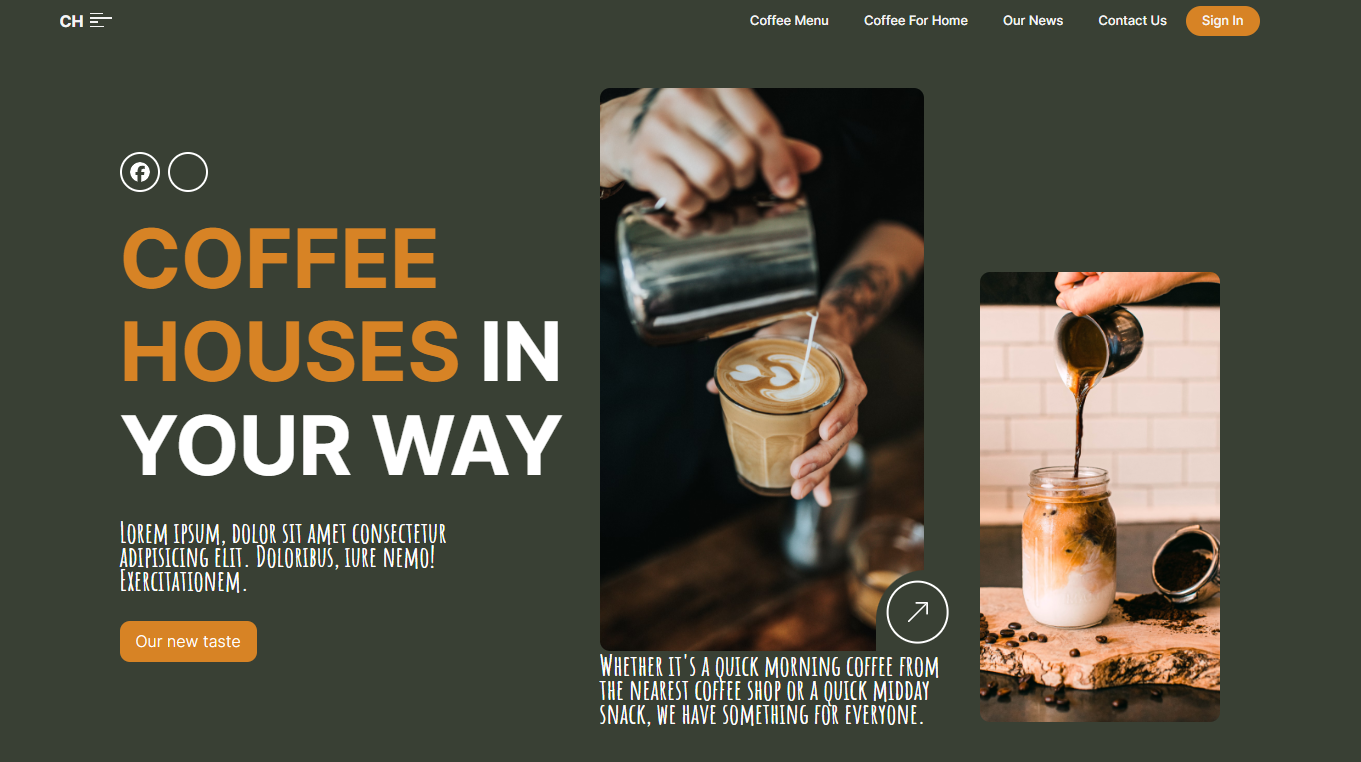 CH
Coffee Menu
Coffee For Home
Our News
Contact Us
Sign In
COFFEE
HOUSES IN
YOUR WAY
Lorem ipsum, dolor sit amet consectetur
adipisicing elit. Doloribus, iure nemo!
Exercitationem.
Our new taste
Whether it's a quick morning coffee from
the nearest coffee shop or a quick midday
snack, we have something for everyone.